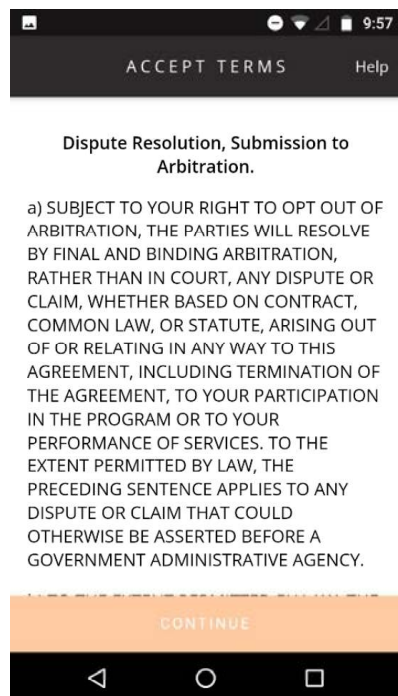 9:57
ACCEPT TERMS Help
Dispute Resolution, Submission to
Arbitration.
a) SUBJECT TO YOUR RIGHT TO OPT OUT OF
ARBITRATION, THE PARTIES WILL RESOLVE
BY FINAL AND BINDING ARBITRATION,
RATHER THAN IN COURT, ANY DISPUTE OR
CLAIM, WHETHER BASED ON CONTRACT,
COMMON LAW, OR STATUTE, ARISING OUT
OF OR RELATING IN ANY WAY TO THIS
AGREEMENT, INCLUDING TERMINATION OF
THE AGREEMENT, TO YOUR PARTICIPATION
IN THE PROGRAM OR TO YOUR
PERFORMANCE OF SERVICES. TO THE
EXTENT PERMITTED BY LAW, THE
PRECEDING SENTENCE APPLIES TO ANY
DISPUTE OR CLAIM THAT COULD
OTHERWISE BE ASSERTED BEFORE A
GOVERNMENT ADMINISTRATIVE AGENCY.
CONTINUE